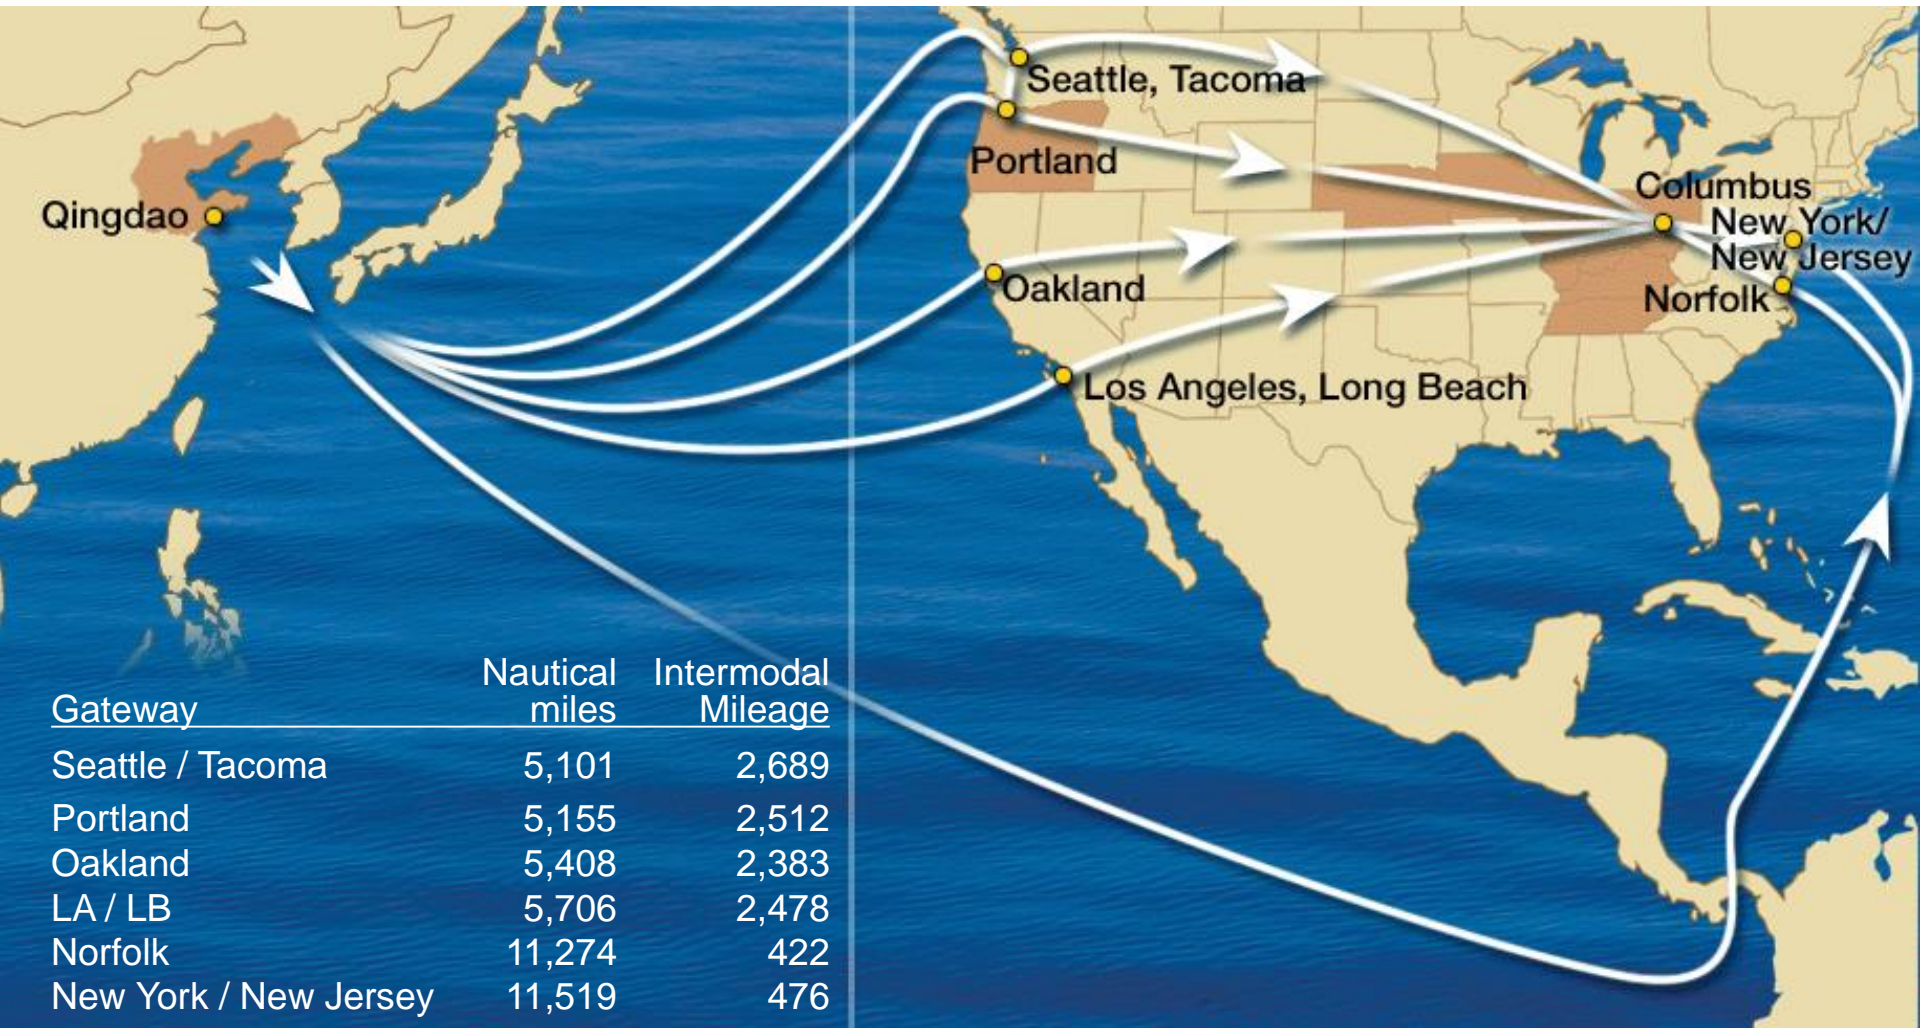 Seattle, Tacoma
Portland
Qingdao
Columbus
New York/
New Jersey
Oakland
Norfolk
Los Angeles, Long Beach
Gateway Nautical miles Intermodal Mileage
Seattle / Tacoma 5,101 2,689
Portland 5,155 2,512
Oakland 5,408 2,383
LA / LB 5,706 2,478
Norfolk 11,274 422
New York / New Jersey 11,519 476